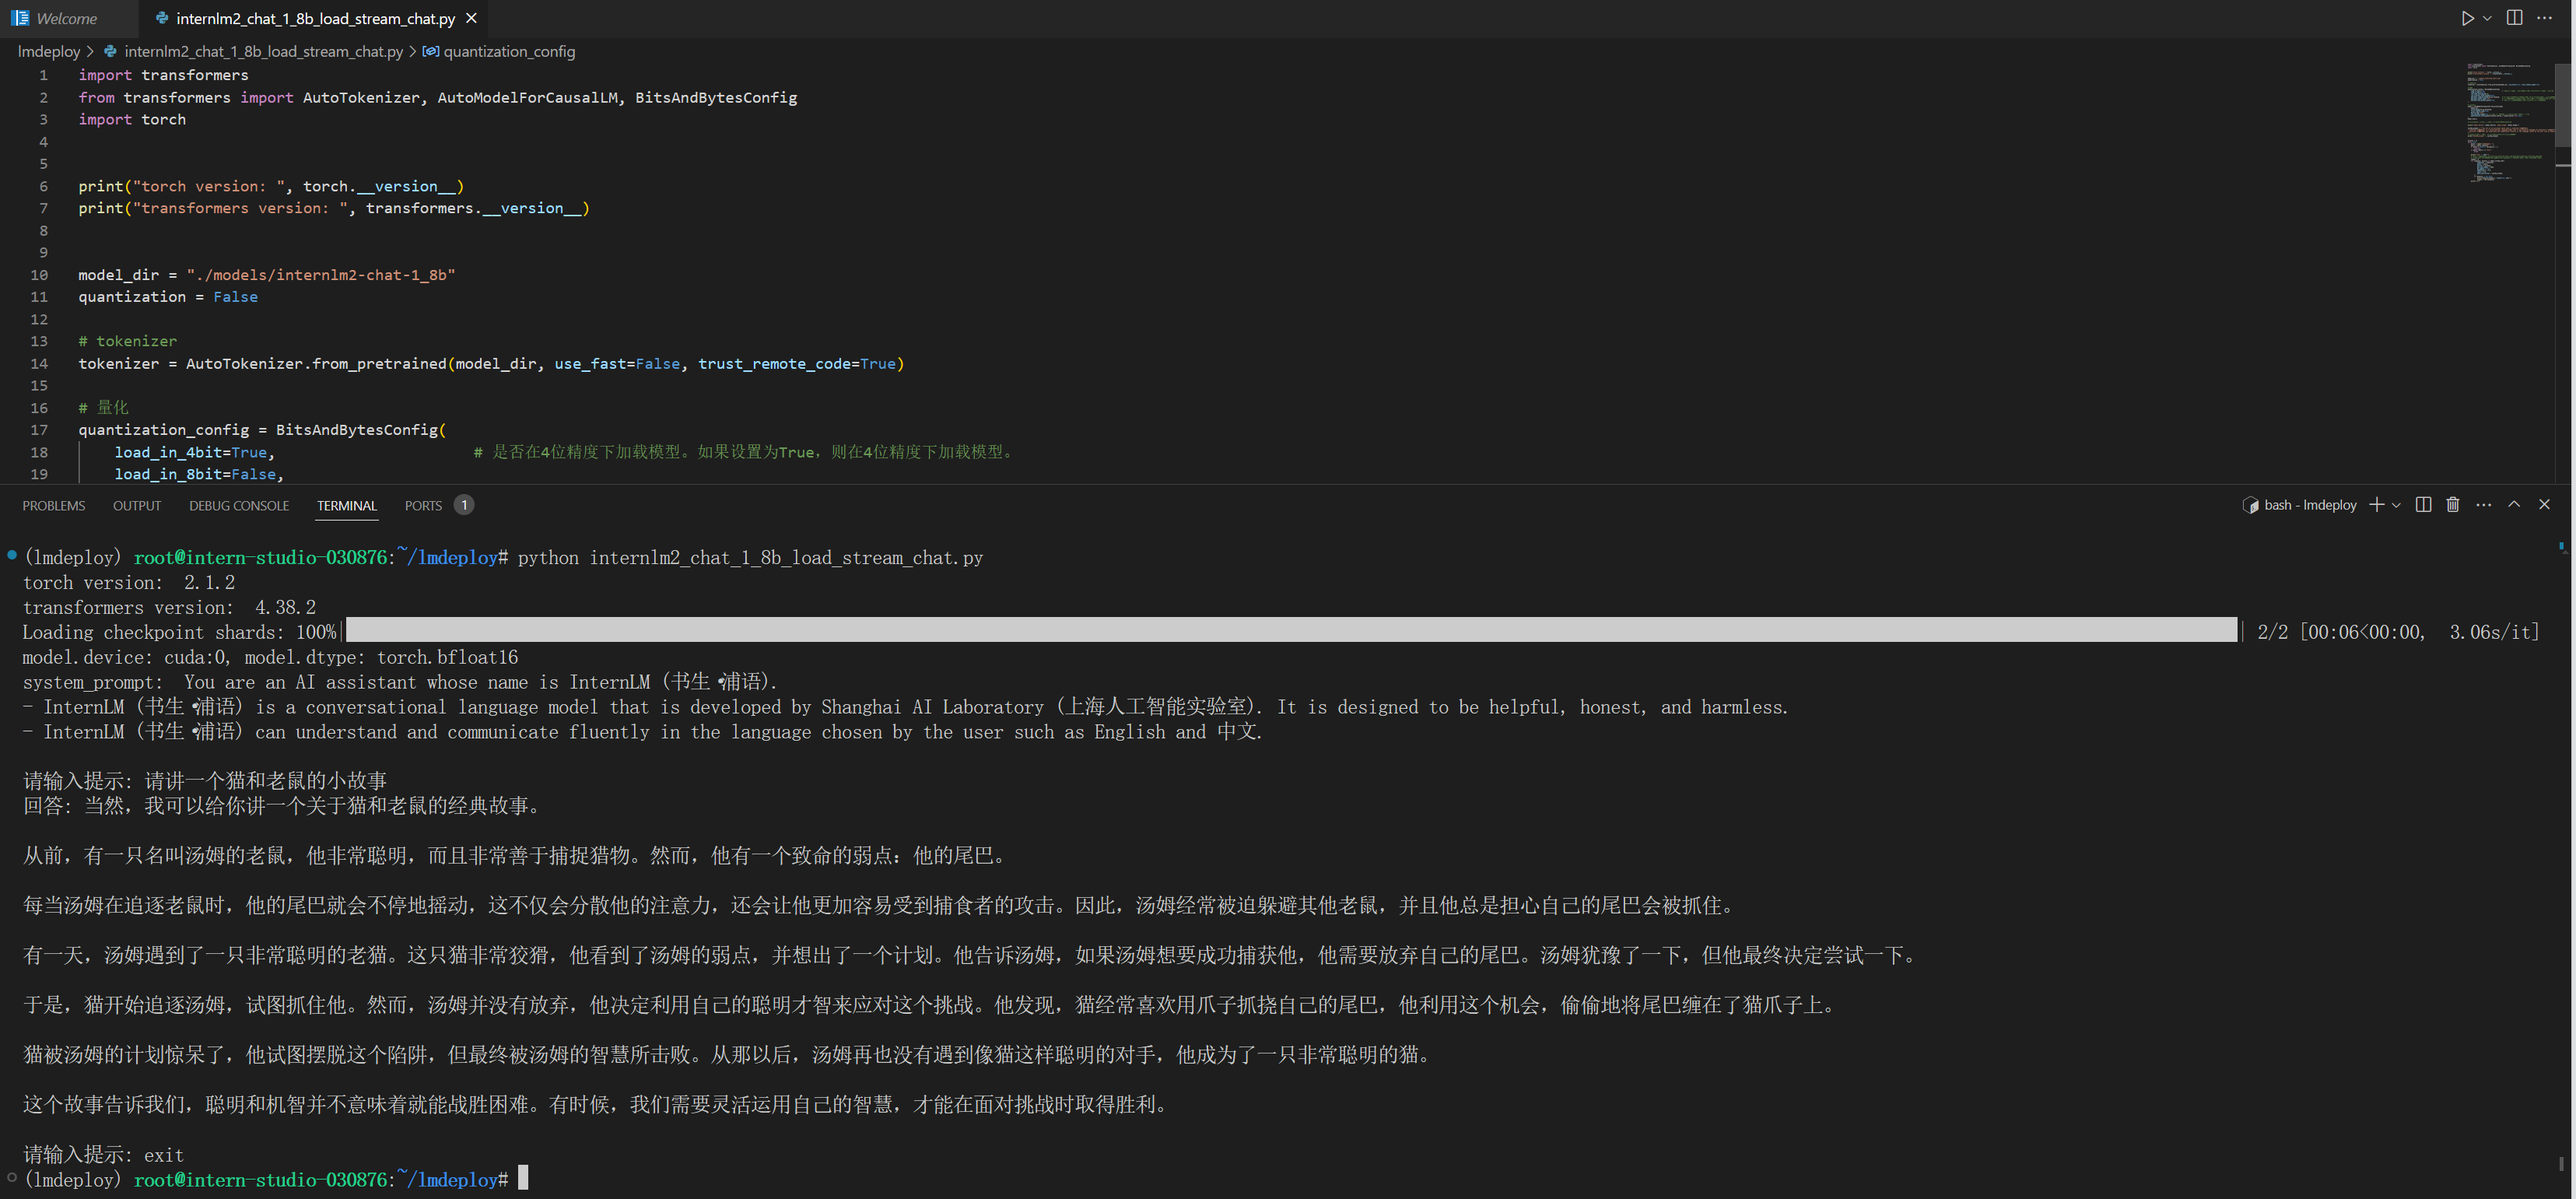 Welcome
internlm2_chat_1_8b_load_stream_chat.py
lmdeploy > internlm2_chat_1_8b_load_stream_chat.py > quantization_config
1 import transformers
2 from transformers import AutoTokenizer, AutoModelForCausalLM, BitsAndBytesConfig
3 import torch
4
5
6 print("torch version: ", torch.__version__)
7 print("transformers version: ", transformers.__version__)
8
9
10 model_dir = "./models/internlm2-chat-1_8b"
11 quantization = False
12
13 # tokenizer
14 tokenizer = AutoTokenizer.from_pretrained(model_dir, use_fast=False, trust_remote_code=True)
15
16 # 量化
17 quantization_config = BitsAndBytesConfig(
18 load_in_4bit=True, # 是否在4位精度下加载模型。如果设置为True，则在4位精度下加载模型。
19 load_in_8bit=False,
PROBLEMS OUTPUT DEBUG CONSOLE TERMINAL PORTS 1
bash - lmdeploy
(lmdeploy) root@intern-studio-030876:~/lmdeploy# python internlm2_chat_1_8b_load_stream_chat.py
torch version:  2.1.2
transformers version:  4.38.2
Loading checkpoint shards: 100%| | 2/2 [00:06<00:00,  3.06s/it]
model.device: cuda:0, model.dtype: torch.bfloat16
system_prompt:  You are an AI assistant whose name is InternLM (书生·浦语).
- InternLM (书生·浦语) is a conversational language model that is developed by Shanghai AI Laboratory (上海人工智能实验室). It is designed to be helpful, honest, and harmless.
- InternLM (书生·浦语) can understand and communicate fluently in the language chosen by the user such as English and 中文.
请输入提示: 请讲一个猫和老鼠的小故事
回答: 当然，我可以给你讲一个关于猫和老鼠的经典故事。
从前，有一只名叫汤姆的老鼠，他非常聪明，而且非常善于捕捉猎物。然而，他有一个致命的弱点：他的尾巴。
每当汤姆在追逐老鼠时，他的尾巴就会不停地摇动，这不仅会分散他的注意力，还会让他更加容易受到捕食者的攻击。因此，汤姆经常被迫躲避其他老鼠，并且他总是担心自己的尾巴会被抓住。
有一天，汤姆遇到了一只非常聪明的老猫。这只猫非常狡猾，他看到了汤姆的弱点，并想出了一个计划。他告诉汤姆，如果汤姆想要成功捕获他，他需要放弃自己的尾巴。汤姆犹豫了一下，但他最终决定尝试一下。
于是，猫开始追逐汤姆，试图抓住他。然而，汤姆并没有放弃，他决定利用自己的聪明才智来应对这个挑战。他发现，猫经常喜欢用爪子抓挠自己的尾巴，他利用这个机会，偷偷地将尾巴缠在了猫爪子上。
猫被汤姆的计划惊呆了，他试图摆脱这个陷阱，但最终被汤姆的智慧所击败。从那以后，汤姆再也没有遇到像猫这样聪明的对手，他成为了一只非常聪明的猫。
这个故事告诉我们，聪明和机智并不意味着就能战胜困难。有时候，我们需要灵活运用自己的智慧，才能在面对挑战时取得胜利。
请输入提示: exit
(lmdeploy) root@intern-studio-030876:~/lmdeploy#